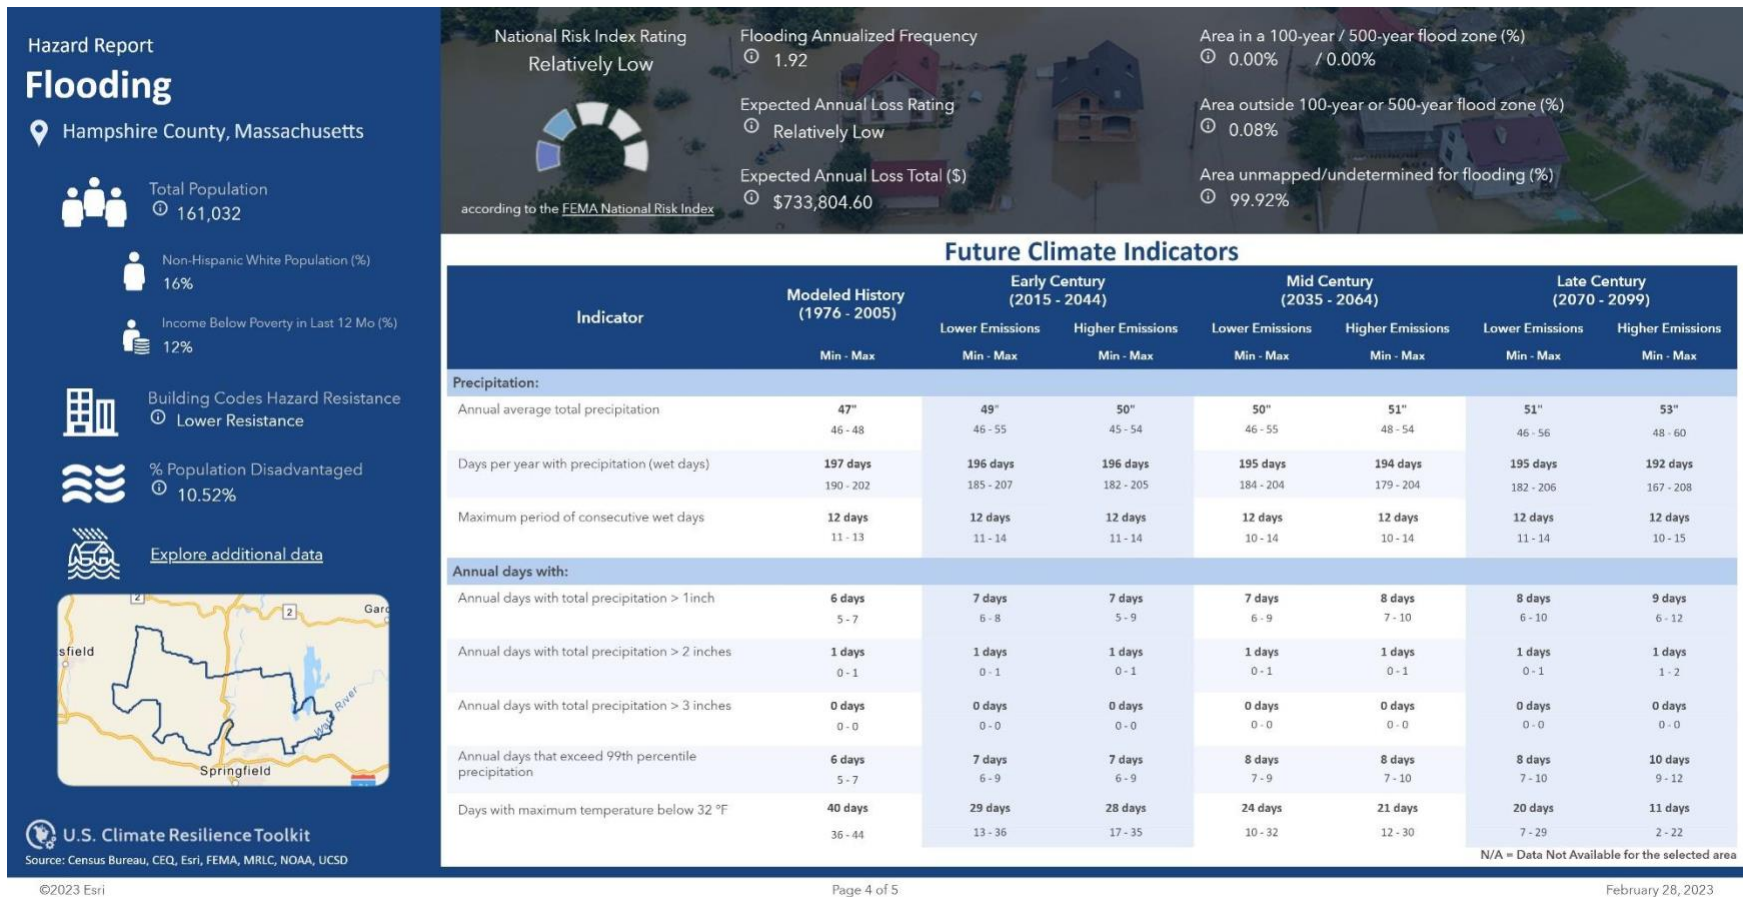 Hazard Report
Flooding
Hampshire County, Massachusetts
Total Population
161,032
Non-Hispanic White Population (%)
16%
Income Below Poverty in Last 12 Mo (%)
12%
Building Codes Hazard Resistance
Lower Resistance
% Population Disadvantaged
10.52%
Explore additional data
2
2
Gard
sfield
Ware River
Springfield
U.S. Climate Resilience Toolkit
Source: Census Bureau, CEQ, Esri, FEMA, MRLC, NOAA, UCSD
National Risk Index Rating
Relatively Low
according to the FEMA National Risk Index
Flooding Annualized Frequency
1.92
Expected Annual Loss Rating
Relatively Low
Expected Annual Loss Total ($)
$733,804.60
Area in a 100-year / 500-year flood zone (%)
0.00% / 0.00%
Area outside 100-year or 500-year flood zone (%)
0.08%
Area unmapped/undetermined for flooding (%)
99.92%
Future Climate Indicators
Indicator
Modeled History
(1976 - 2005)
Early Century
(2015 - 2044)
Mid Century
(2035 - 2064)
Late Century
(2070 - 2099)
Lower Emissions Higher Emissions Lower Emissions Higher Emissions Lower Emissions Higher Emissions
Min - Max Min - Max Min - Max Min - Max Min - Max Min - Max Min - Max
Precipitation:
Annual average total precipitation 47" 49" 50" 50" 51" 51" 53"
46 - 48 46 - 55 45 - 54 46 - 55 48 - 54 46 - 56 48 - 60
Days per year with precipitation (wet days) 197 days 196 days 196 days 195 days 194 days 195 days 192 days
190 - 202 185 - 207 182 - 205 184 - 204 179 - 204 182 - 206 167 - 208
Maximum period of consecutive wet days 12 days 12 days 12 days 12 days 12 days 12 days 12 days
11 - 13 11 - 14 11 - 14 10 - 14 10 - 14 11 - 14 10 - 15
Annual days with:
Annual days with total precipitation > 1inch 6 days 7 days 7 days 7 days 8 days 8 days 9 days
5 - 7 6 - 8 5 - 9 6 - 9 7 - 10 6 - 10 6 - 12
Annual days with total precipitation > 2 inches 1 days 1 days 1 days 1 days 1 days 1 days 1 days
0 - 1 0 - 1 0 - 1 0 - 1 0 - 1 0 - 1 1 - 2
Annual days with total precipitation > 3 inches 0 days 0 days 0 days 0 days 0 days 0 days 0 days
0 - 0 0 - 0 0 - 0 0 - 0 0 - 0 0 - 0 0 - 0
Annual days that exceed 99th percentile
precipitation
6 days 7 days 7 days 8 days 8 days 8 days 10 days
5 - 7 6 - 9 6 - 9 7 - 9 7 - 10 7 - 10 9 - 12
Days with maximum temperature below 32 °F 40 days 29 days 28 days 24 days 21 days 20 days 11 days
36 - 44 13 - 36 17 - 35 10 - 32 12 - 30 7 - 29 2 - 22
N/A = Data Not Available for the selected area
©2023 Esri
Page 4 of 5
February 28, 2023